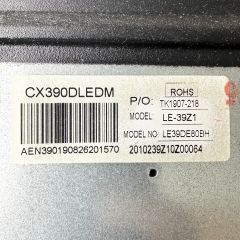 CX390DLEDM
AEN390190826201570
ROHS
P/O: TK1907-218
MODEL LE-39Z1
MODEL NO: LE39DE80BH
2010239Z10Z00064